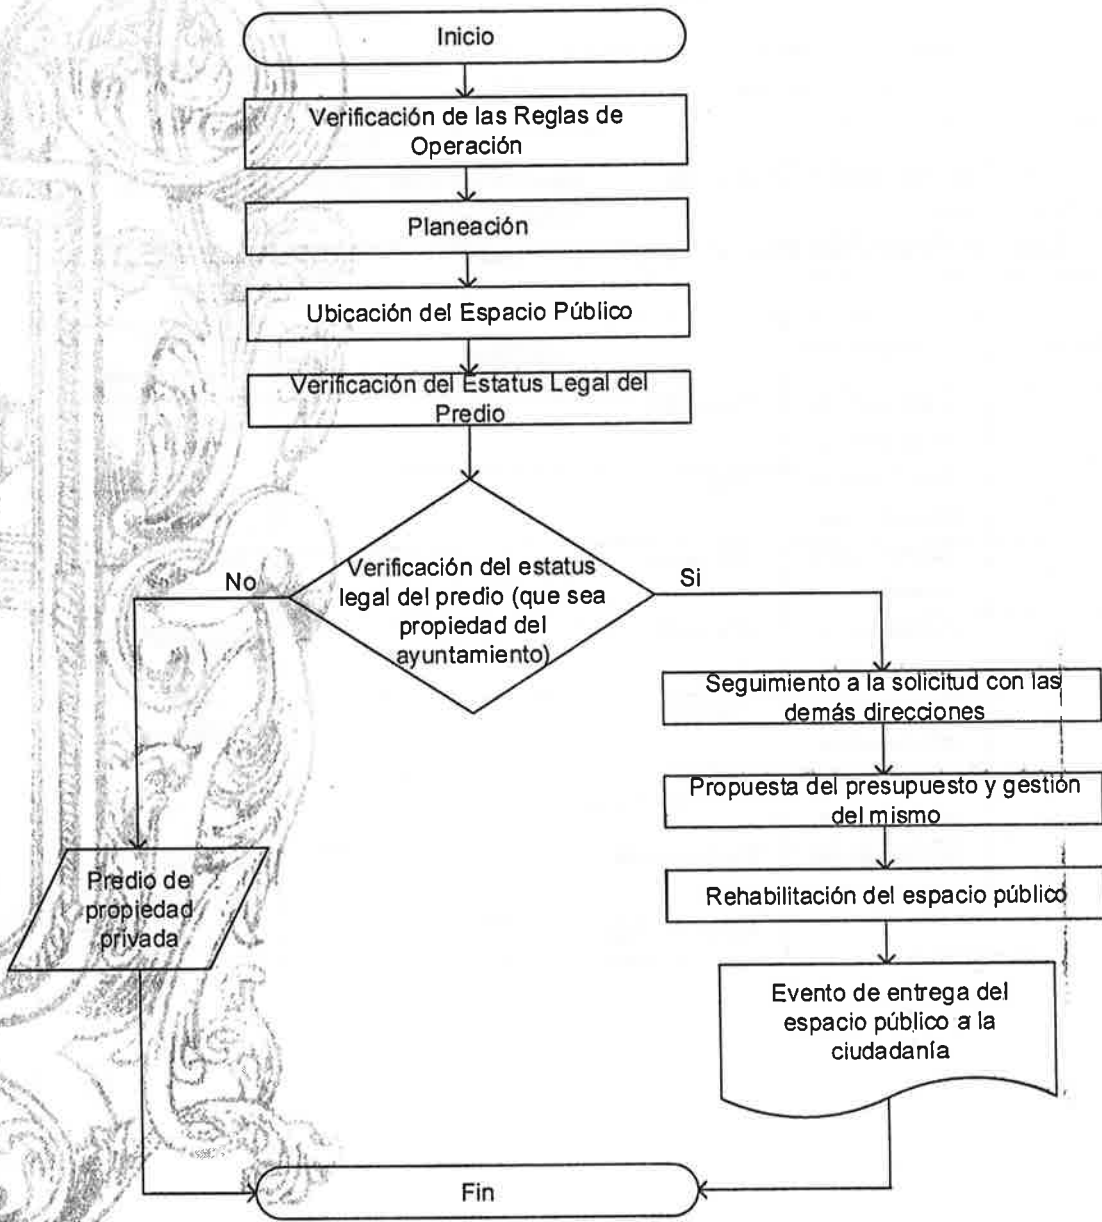 Inicio
Verificación de las Reglas de
Operación
Planeación
Ubicación del Espacio Público
Verificación del Estatus Legal del
Predio
Verificación del estatus
legal del predio (que sea
propiedad del
ayuntamiento)
No
Si
Seguimiento a la solicitud con las
demás direcciones
Propuesta del presupuesto y gestión
del mismo
Rehabilitación del espacio público
Predio de
propiedad
privada
Evento de entrega del
espacio público a la
ciudadanía
Fin